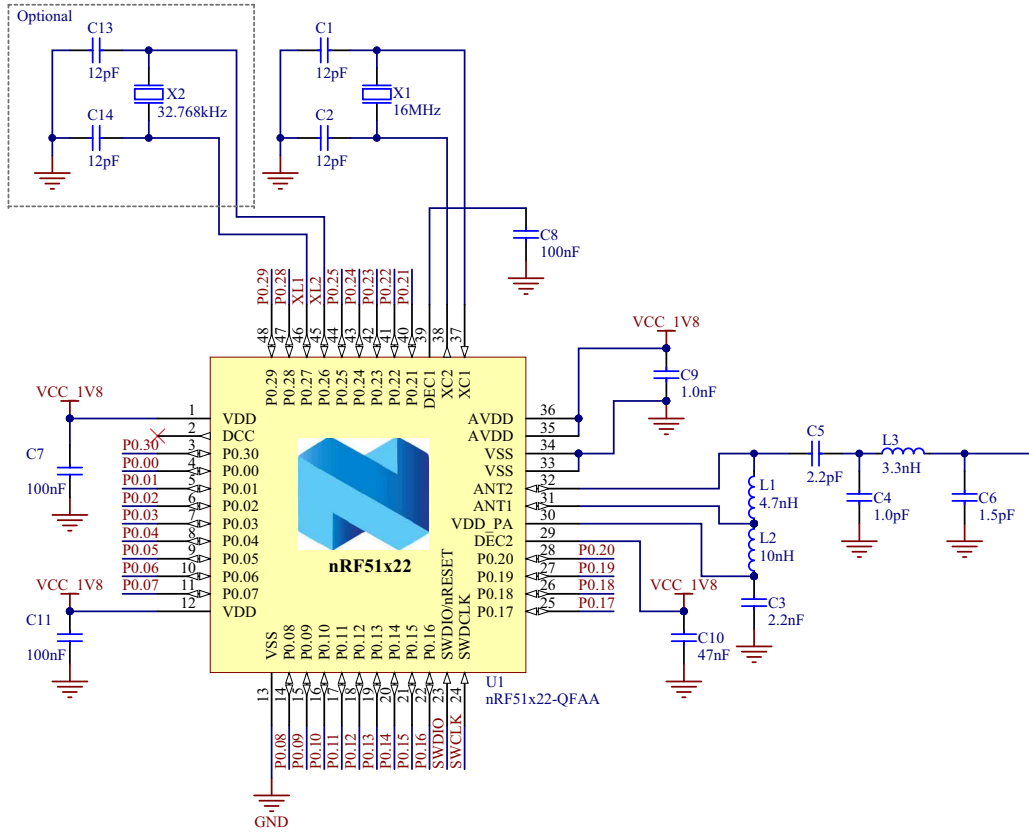 Optional
C13
12pF
X2
32.768kHz
C14
12pF
C1
12pF
X1
16MHz
C2
12pF
C8
100nF
P0.29
P0.28
XL1
XL2
P0.25
P0.24
P0.23
P0.22
P0.21
48
47
46
45
44
43
42
41
40
39
38
37
P0.29
P0.28
P0.27
P0.26
P0.25
P0.24
P0.23
P0.22
P0.21
DEC1
XC2
XC1
VCC_1V8
C7
100nF
VCC_1V8
C11
100nF
P0.30
P0.00
P0.01
P0.02
P0.03
P0.04
P0.05
P0.06
P0.07
1 VDD
2 DCC
3 P0.30
4 P0.00
5 P0.01
6 P0.02
7 P0.03
8 P0.04
9 P0.05
10 P0.06
11 P0.07
12 VDD
nRF51x22
AVDD 36
AVDD 35
VSS 34
VSS 33
ANT2 32
ANT1 31
VDD_PA 30
DEC2 29
P0.20 28 P0.20
P0.19 27 P0.19
P0.18 26 P0.18
P0.17 25 P0.17
VCC_1V8
C9
1.0nF
C5
2.2pF
L3
3.3nH
L1
4.7nH
C4
1.0pF
C6
1.5pF
L2
10nH
VCC_1V8
C3
2.2nF
C10
47nF
VSS
P0.08
P0.09
P0.10
P0.11
P0.12
P0.13
P0.14
P0.15
P0.16
SWDIO/nRESET
SWDCLK
13
14
15
16
17
18
19
20
21
22
23
24
U1
nRF51x22-QFAA
P0.08
P0.09
P0.10
P0.11
P0.12
P0.13
P0.14
P0.15
P0.16
SWDIO
SWCLK
GND